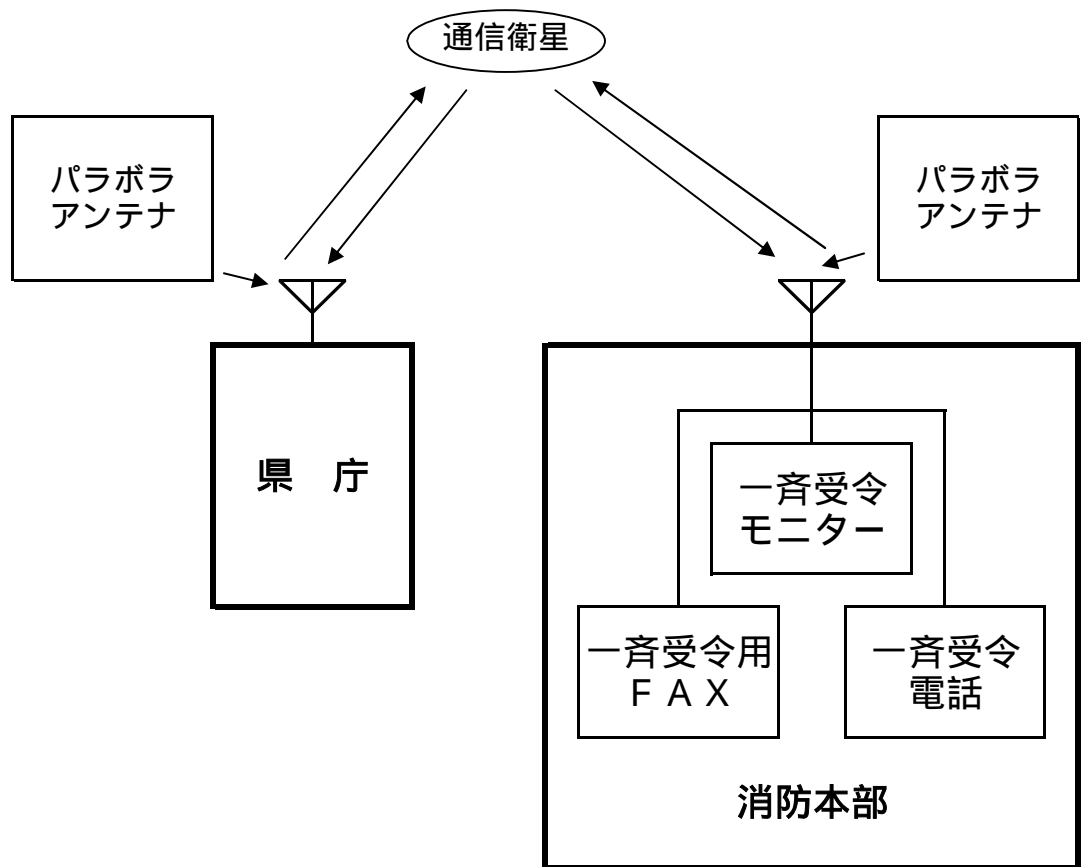 通信衛星
パラボラ
アンテナ
パラボラ
アンテナ
県　庁
一斉受令
モニター
一斉受令用
ＦＡＸ
一斉受令
電話
消防本部